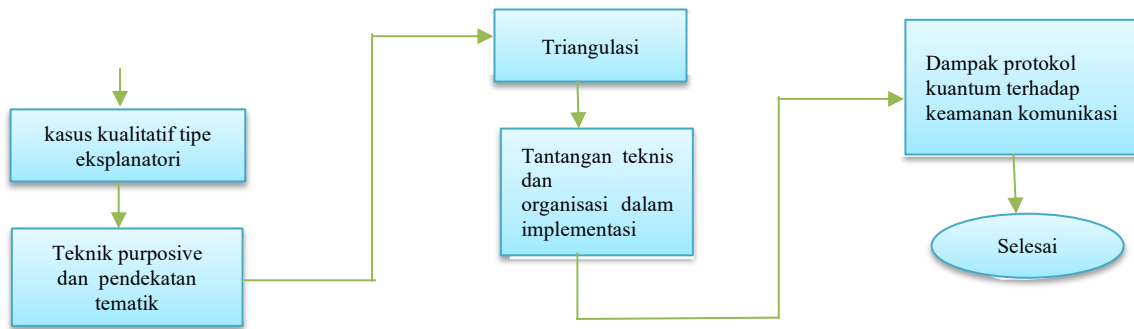 kasus kualitatif tipe
eksplanatori
Teknik purposive
dan pendekatan
tematik
Triangulasi
Tantangan teknis
dan
organisasi dalam
implementasi
Dampak protokol
kuantum terhadap
keamanan komunikasi
Selesai